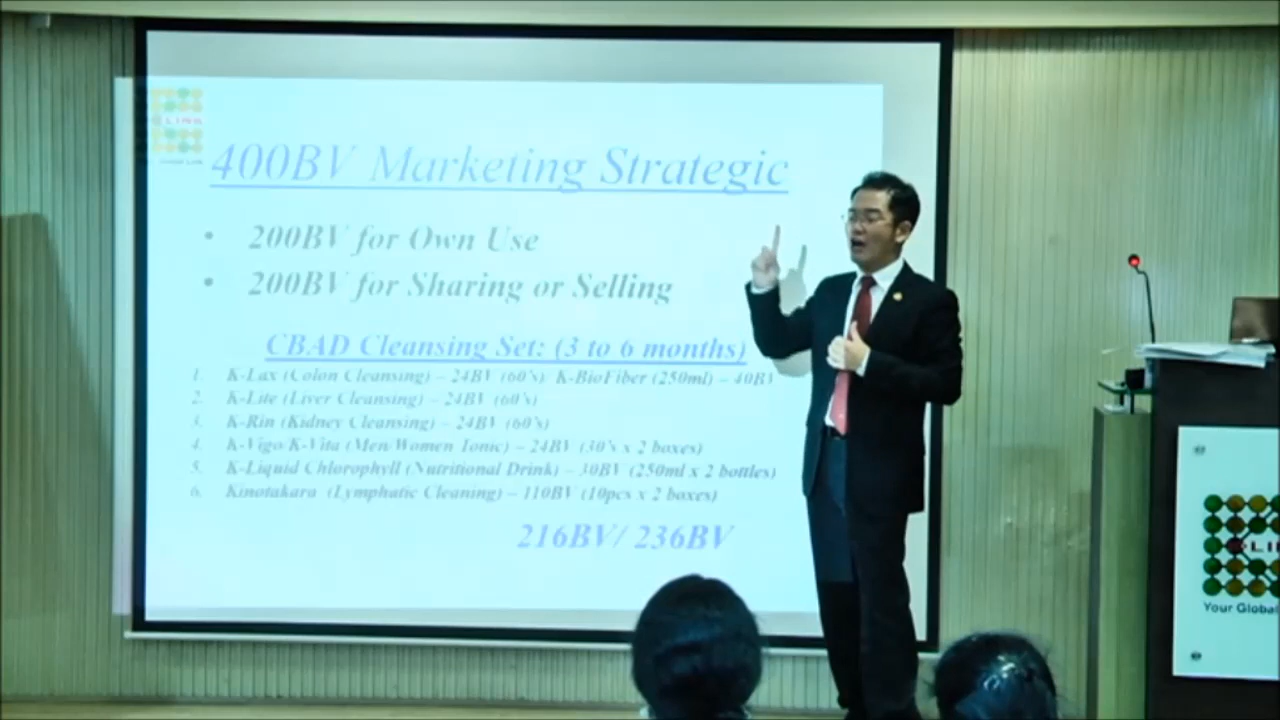 LINK
400BV Marketing Strategic
• 200BV for Own Use
• 200BV for Sharing or Selling
CBAD Cleansing Set: (3 to 6 months)
1. K-Lax (Colon Cleansing) – 24BV (60's); K-BioFiber (250ml) – 40BV
2. K-Lite (Liver Cleansing) – 24BV (60's)
3. K-Rin (Kidney Cleansing) – 24BV (60's)
4. K-Vigo/K-Vita (Men/Women Tonic) – 24BV (30's x 2 boxes)
5. K-Liquid Chlorophyll (Nutritional Drink) – 30BV (250ml x 2 bottles)
6. Kinotakara (Lymphatic Cleaning) – 110BV (10pcs x 2 boxes)
216BV/ 236BV
LI
Your Global